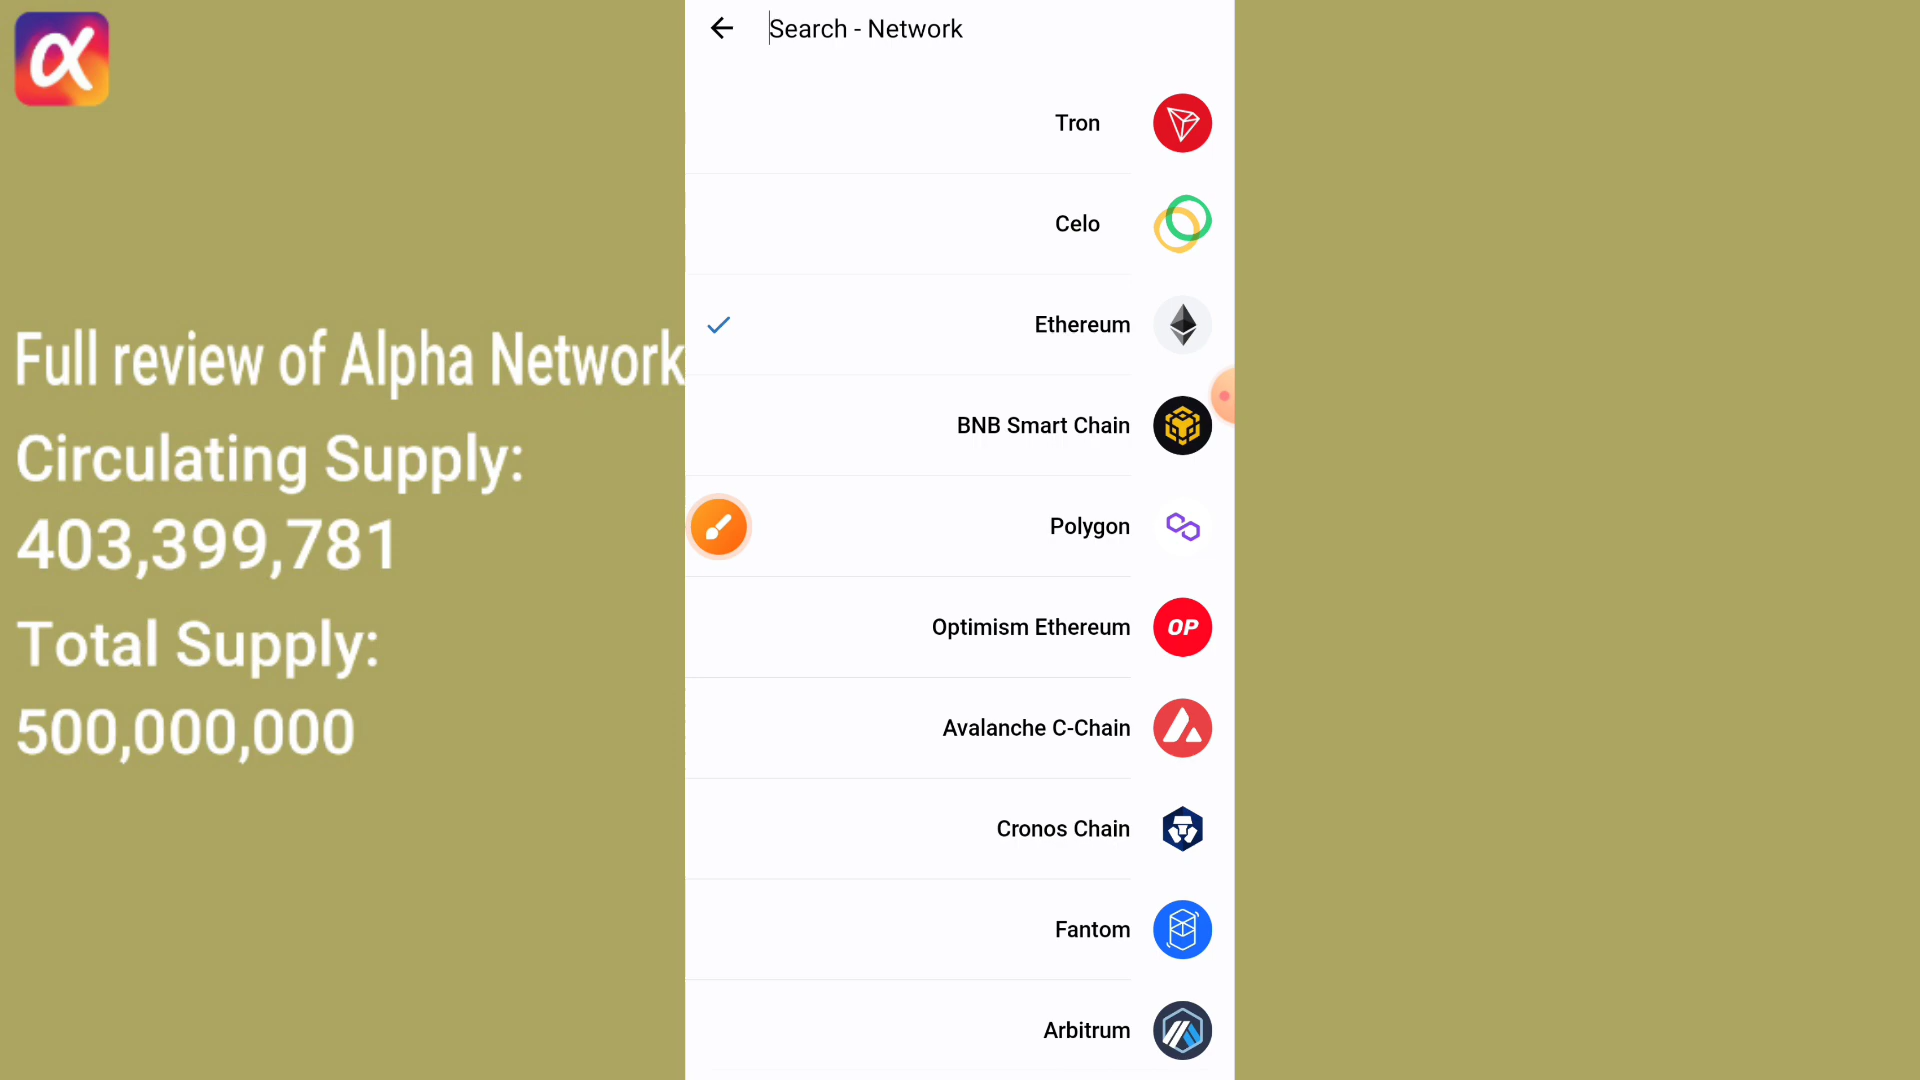 α
Full review of Alpha Network
Circulating Supply:
403,399,781
Total Supply:
500,000,000
Search - Network
Tron
Celo
Ethereum
BNB Smart Chain
Polygon
Optimism Ethereum
OP
Avalanche C-Chain
Cronos Chain
Fantom
Arbitrum